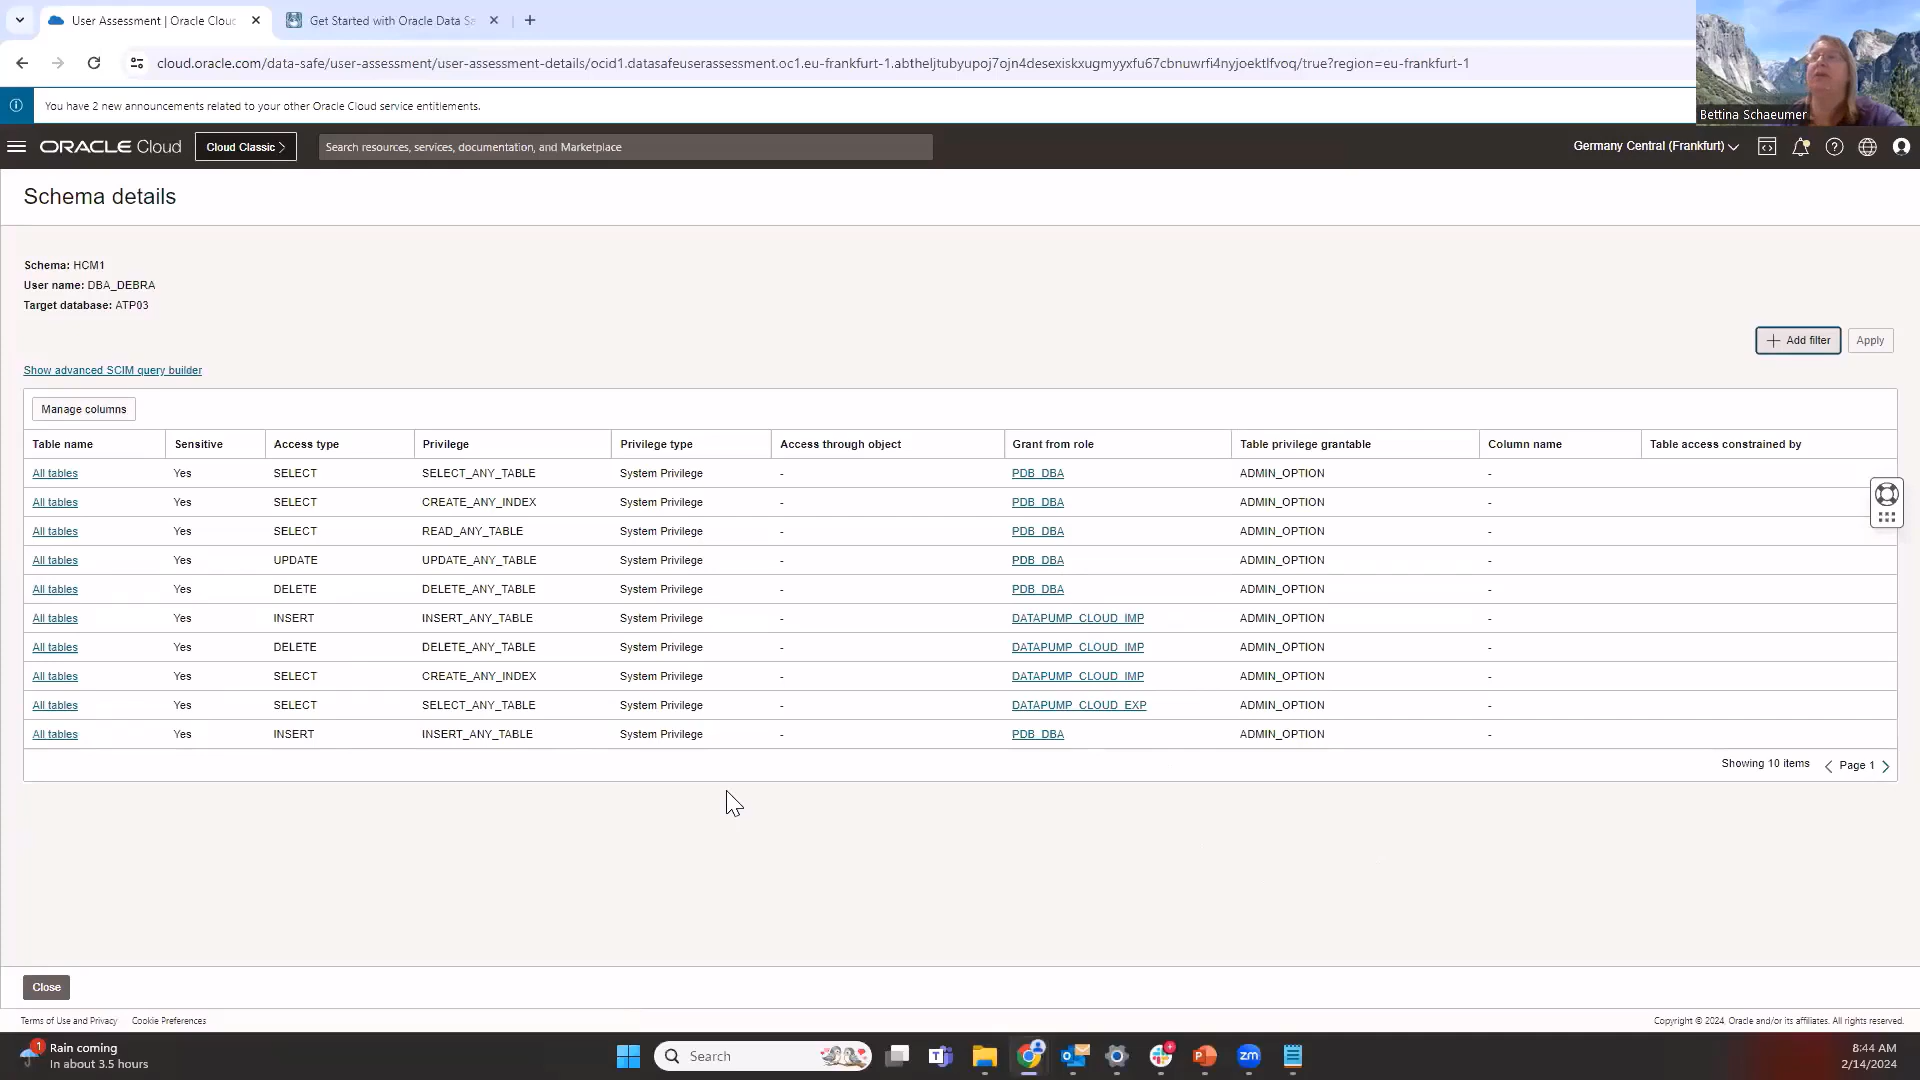 User Assessment | Oracle Cloud
Get Started with Oracle Data Sa
cloud.oracle.com/data-safe/user-assessment/user-assessment-details/ocid1.datasafeuserassessment.oc1.eu-frankfurt-1.abtheljtubyupoj7ojn4desexiskxugmyyxfu67cbnuwrfi4nyjoektlfvoq/true?region=eu-frankfurt-1
You have 2 new announcements related to your other Oracle Cloud service entitlements.
Bettina Schaeumer
ORACLE Cloud
Cloud Classic
Search resources, services, documentation, and Marketplace
Germany Central (Frankfurt)
Schema details
Schema: HCM1
User name: DBA_DEBRA
Target database: ATP03
Add filter Apply
Show advanced SCIM query builder
Manage columns
Table name Sensitive Access type Privilege Privilege type Access through object Grant from role Table privilege grantable Column name Table access constrained by
All tables Yes SELECT SELECT_ANY_TABLE System Privilege - PDB_DBA ADMIN_OPTION -
All tables Yes SELECT CREATE_ANY_INDEX System Privilege - PDB_DBA ADMIN_OPTION -
All tables Yes SELECT READ_ANY_TABLE System Privilege - PDB_DBA ADMIN_OPTION -
All tables Yes UPDATE UPDATE_ANY_TABLE System Privilege - PDB_DBA ADMIN_OPTION -
All tables Yes DELETE DELETE_ANY_TABLE System Privilege - PDB_DBA ADMIN_OPTION -
All tables Yes INSERT INSERT_ANY_TABLE System Privilege - DATAPUMP_CLOUD_IMP ADMIN_OPTION -
All tables Yes DELETE DELETE_ANY_TABLE System Privilege - DATAPUMP_CLOUD_IMP ADMIN_OPTION -
All tables Yes SELECT CREATE_ANY_INDEX System Privilege - DATAPUMP_CLOUD_IMP ADMIN_OPTION -
All tables Yes SELECT SELECT_ANY_TABLE System Privilege - DATAPUMP_CLOUD_EXP ADMIN_OPTION -
All tables Yes INSERT INSERT_ANY_TABLE System Privilege - PDB_DBA ADMIN_OPTION -
Showing 10 items Page 1
Close
Terms of Use and Privacy Cookie Preferences
Copyright © 2024, Oracle and/or its affiliates. All rights reserved.
1
Rain coming
In about 3.5 hours
Search
zm
8:44 AM
2/14/2024